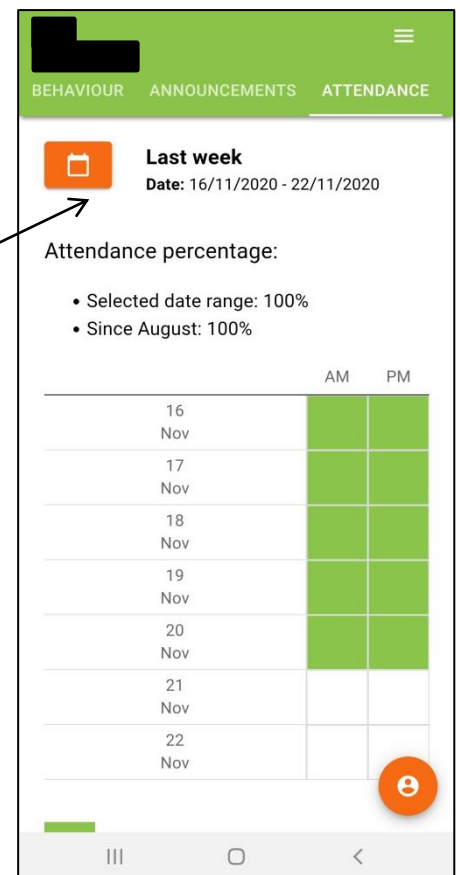 BEHAVIOUR ANNOUNCEMENTS ATTENDANCE
Last week
Date: 16/11/2020 - 22/11/2020
Attendance percentage:
• Selected date range: 100%
• Since August: 100%
AM PM
16
Nov
17
Nov
18
Nov
19
Nov
20
Nov
21
Nov
22
Nov